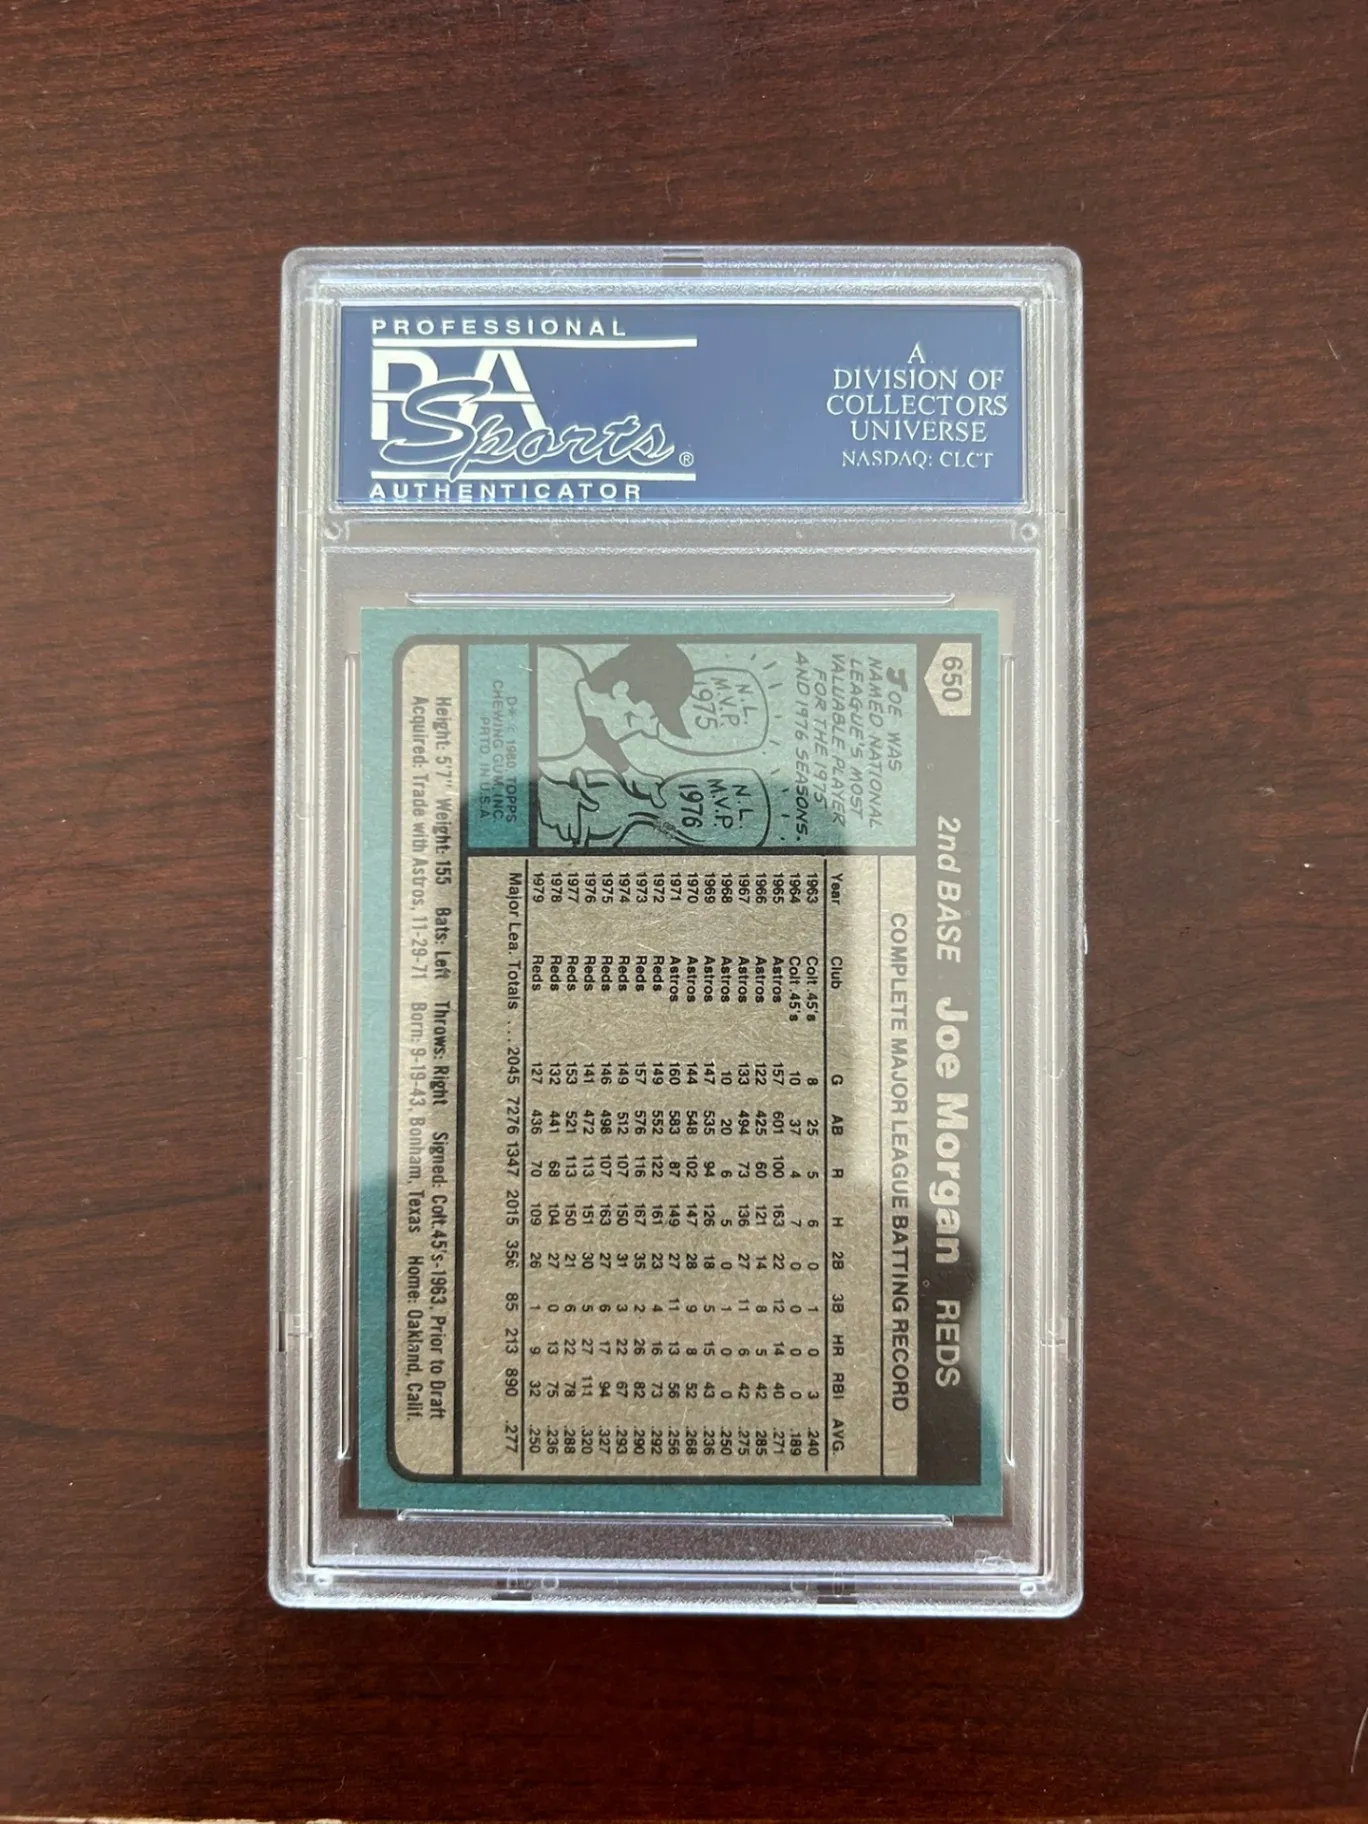 PROFESSIONAL
PSA
Sports®
AUTHENTICATOR
A
DIVISION OF
COLLECTORS
UNIVERSE
NASDAQ: CLCT
650
2nd BASE Joe Morgan REDS
JOE WAS
NAMED NATIONAL
LEAGUE'S MOST
VALUABLE PLAYER
FOR THE 1975
AND 1976 SEASONS.
N.L.
M.V.P.
1975
N.L.
M.V.P.
1976
D* © 1980 TOPPS
CHEWING GUM, INC.
PRTD. IN U.S.A.
COMPLETE MAJOR LEAGUE BATTING RECORD
Year Club G AB R H 2B 3B HR RBI AVG.
1963 Colt .45's 8 25 5 6 0 1 0 3 .240
1964 Colt .45's 10 37 4 7 0 0 0 0 .189
1965 Astros 157 601 100 163 22 12 14 40 .271
1966 Astros 122 425 60 121 14 8 5 42 .285
1967 Astros 133 494 73 136 27 11 6 42 .275
1968 Astros 10 20 6 5 0 1 0 0 .250
1969 Astros 147 535 94 126 18 5 15 43 .236
1970 Astros 144 548 102 147 28 9 8 52 .268
1971 Astros 160 583 87 149 27 11 13 56 .256
1972 Reds 149 552 122 161 23 4 16 73 .292
1973 Reds 157 576 116 167 35 2 26 82 .290
1974 Reds 149 512 107 150 31 3 22 67 .293
1975 Reds 146 498 107 163 27 6 17 94 .327
1976 Reds 141 472 113 151 30 5 27 111 .320
1977 Reds 153 521 113 150 21 6 22 78 .288
1978 Reds 132 441 68 104 27 0 13 75 .236
1979 Reds 127 436 70 109 26 1 9 32 .250
Major Lea. Totals ... 2045 7276 1347 2015 356 85 213 890 .277
Height: 5'7" Weight: 155 Bats: Left Throws: Right Signed: Colt.45's-1963, Prior to Draft
Acquired: Trade with Astros, 11-29-71 Born: 9-19-43, Bonham, Texas Home: Oakland, Calif.